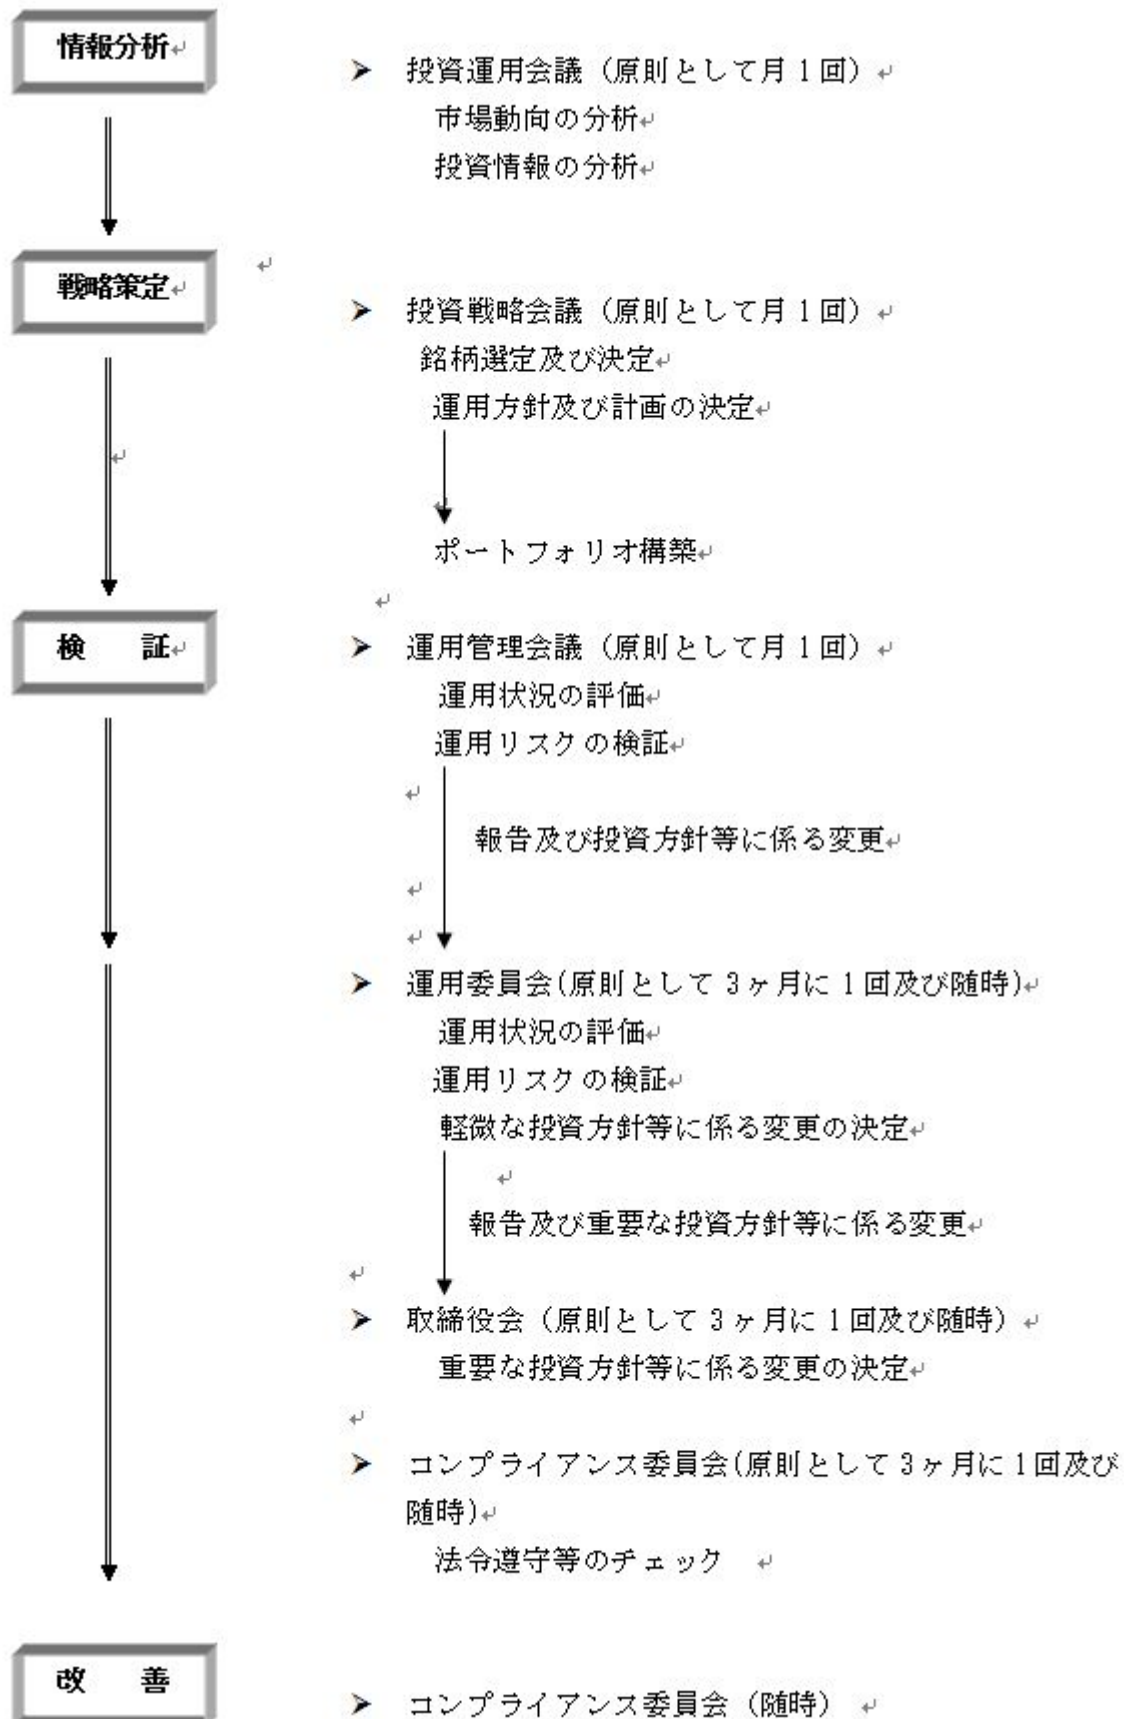 情報分析
➢ 投資運用会議（原則として月1回）
市場動向の分析
投資情報の分析
戦略策定
➢ 投資戦略会議（原則として月1回）
銘柄選定及び決定
運用方針及び計画の決定
ポートフォリオ構築
検　証
➢ 運用管理会議（原則として月1回）
運用状況の評価
運用リスクの検証
報告及び投資方針等に係る変更
➢ 運用委員会(原則として3ヶ月に1回及び随時)
運用状況の評価
運用リスクの検証
軽微な投資方針等に係る変更の決定
報告及び重要な投資方針等に係る変更
➢ 取締役会（原則として3ヶ月に1回及び随時）
重要な投資方針等に係る変更の決定
➢ コンプライアンス委員会(原則として3ヶ月に1回及び
随時)
法令遵守等のチェック
改　善
➢ コンプライアンス委員会（随時）